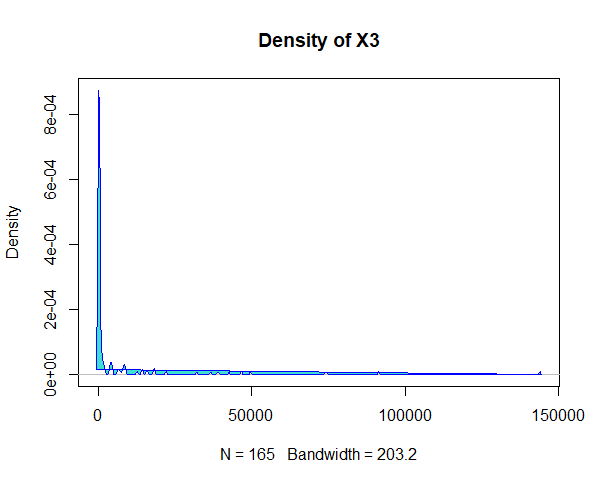 Density of X3
Density
8e-04
6e-04
4e-04
2e-04
0e+00
0 50000 100000 150000
N = 165 Bandwidth = 203.2